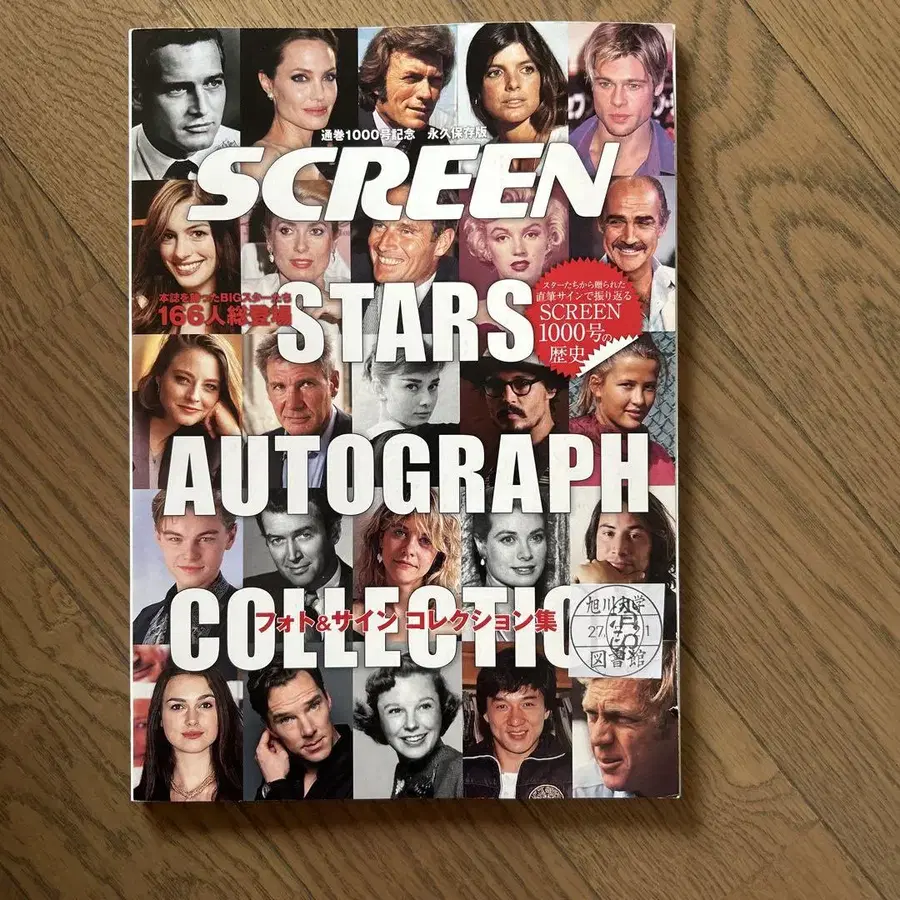 通巻1000号記念 永久保存版
SCREEN
本誌を飾ったBIGスターたち
166人総登場
STARS
スターたちから贈られた
直筆サインで振り返る
SCREEN
1000号の
歴史
AUTOGRAPH
COLLECTIO
フォト&サイン コレクション集
旭川大学
27.
1
図書館